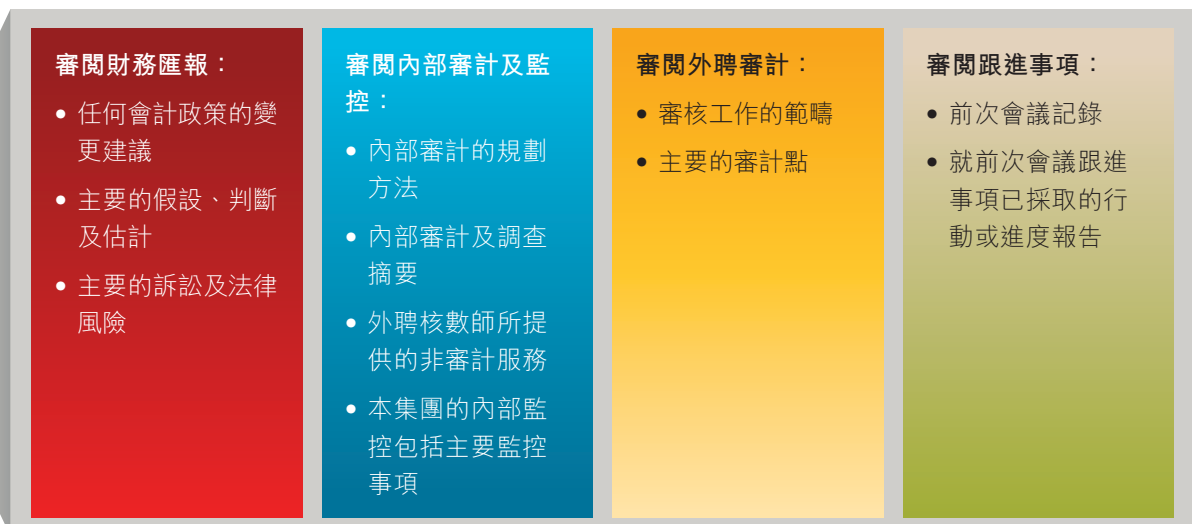 審閱財務匯報：
• 任何會計政策的變
更建議
• 主要的假設、判斷
及估計
• 主要的訴訟及法律
風險
審閱內部審計及監
控：
• 內部審計的規劃
方法
• 內部審計及調查
摘要
• 外聘核數師所提
供的非審計服務
• 本集團的內部監
控包括主要監控
事項
審閱外聘審計：
• 審核工作的範疇
• 主要的審計點
審閱跟進事項：
• 前次會議記錄
• 就前次會議跟進
事項已採取的行
動或進度報告